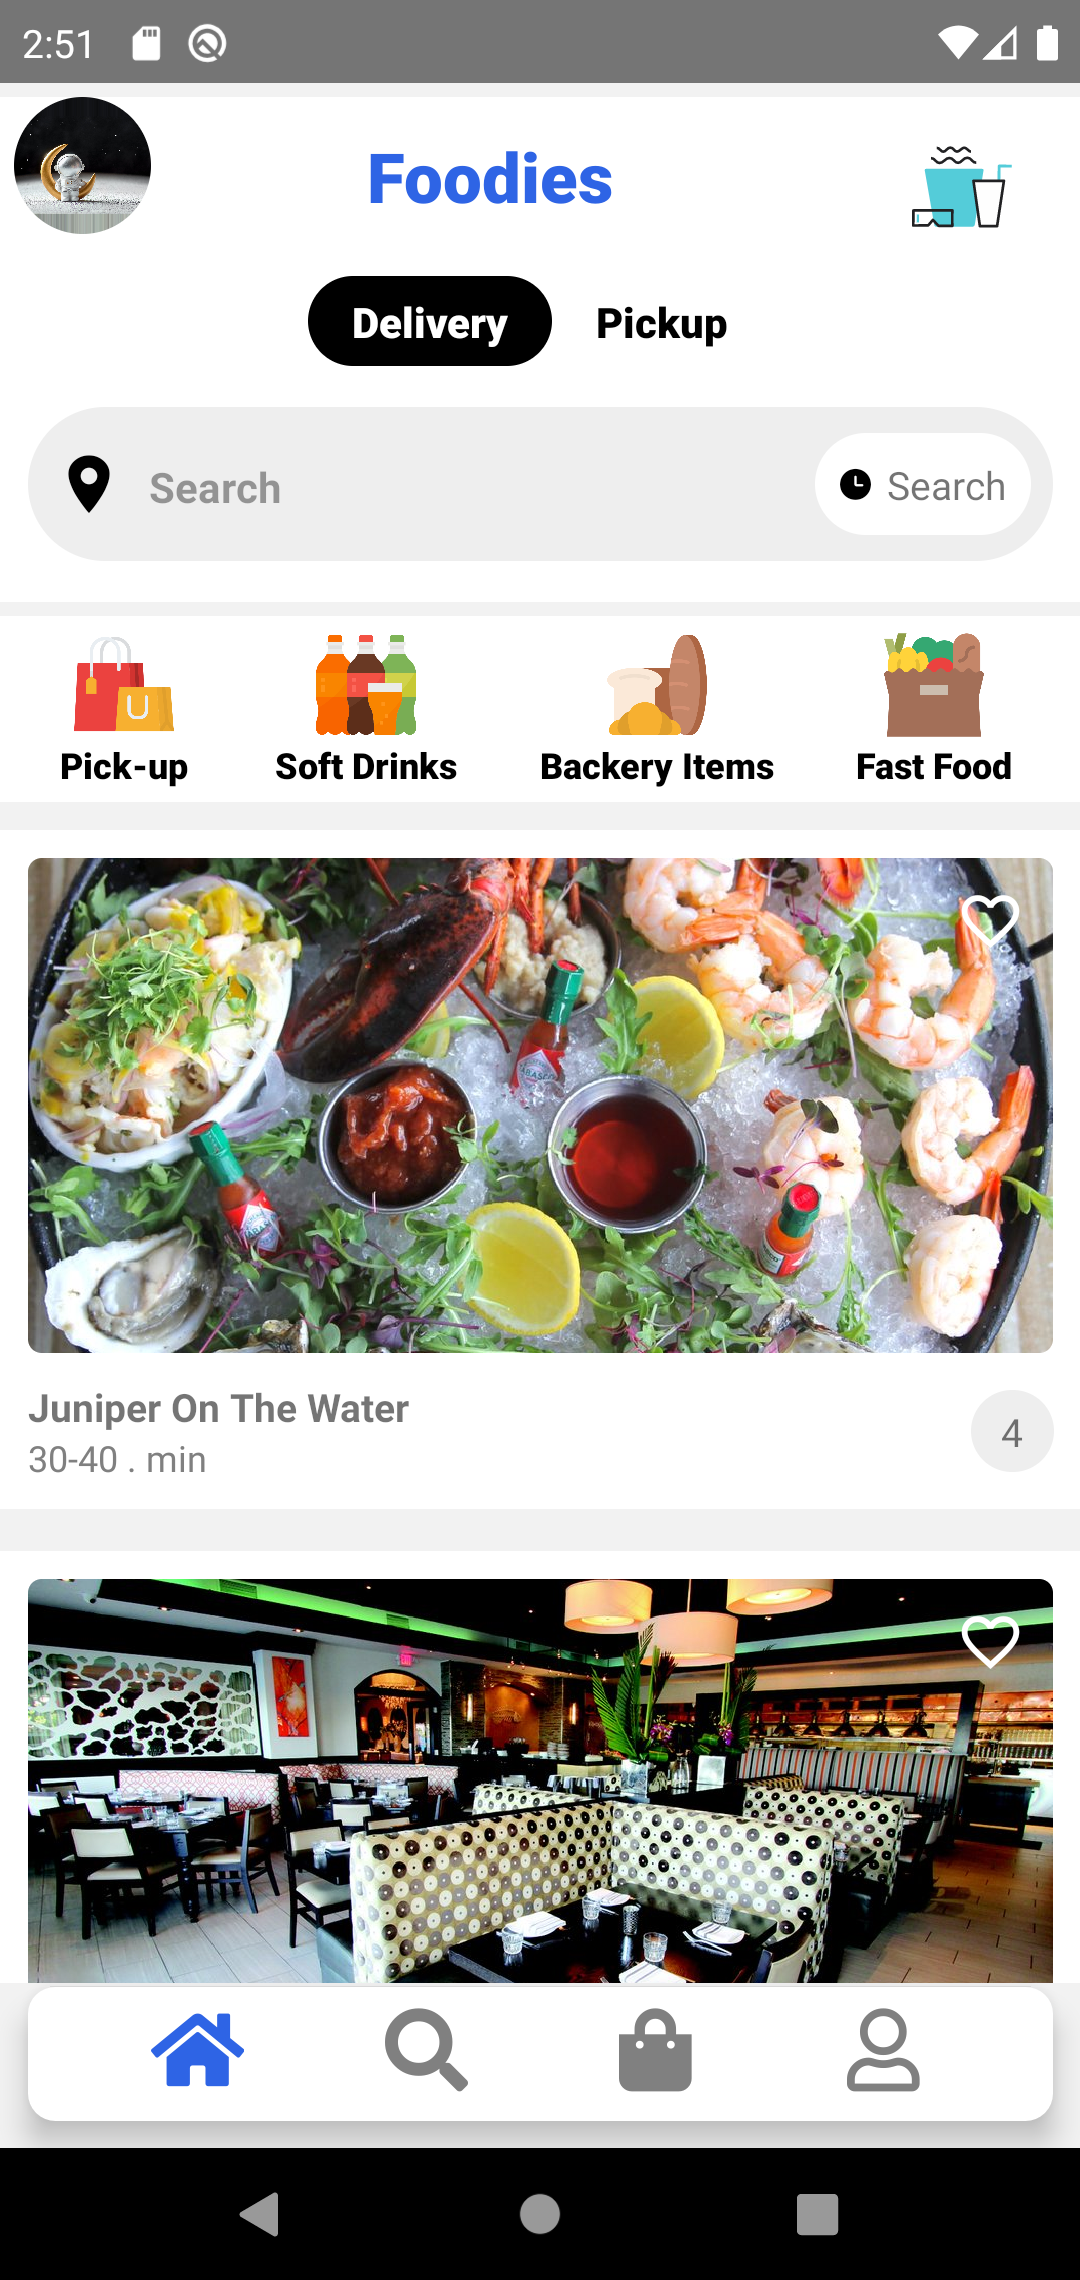 2:51
Foodies
Delivery Pickup
Search Search
Pick-up Soft Drinks Backery Items Fast Food
Juniper On The Water
30-40 . min
4